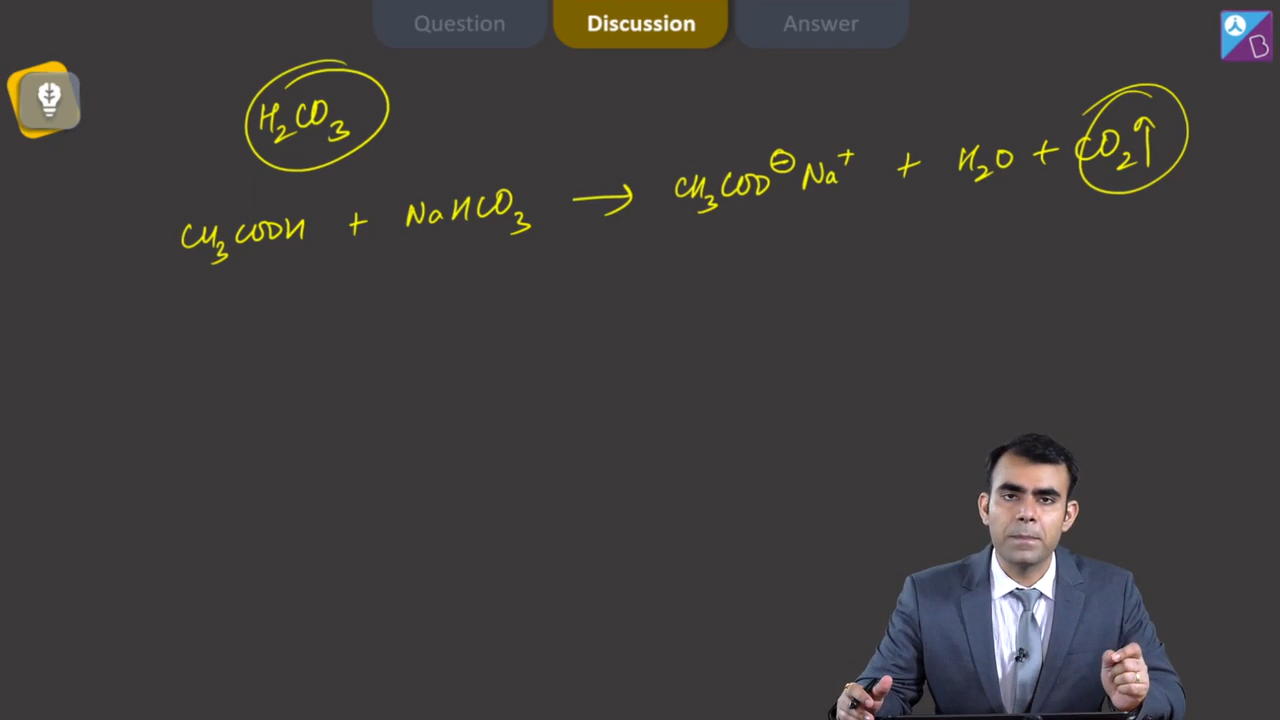 Question Discussion Answer
H₂CO₃
CH₃COOH + NaHCO₃ → CH₃COO⊖Na⁺ + H₂O + CO₂↑
B